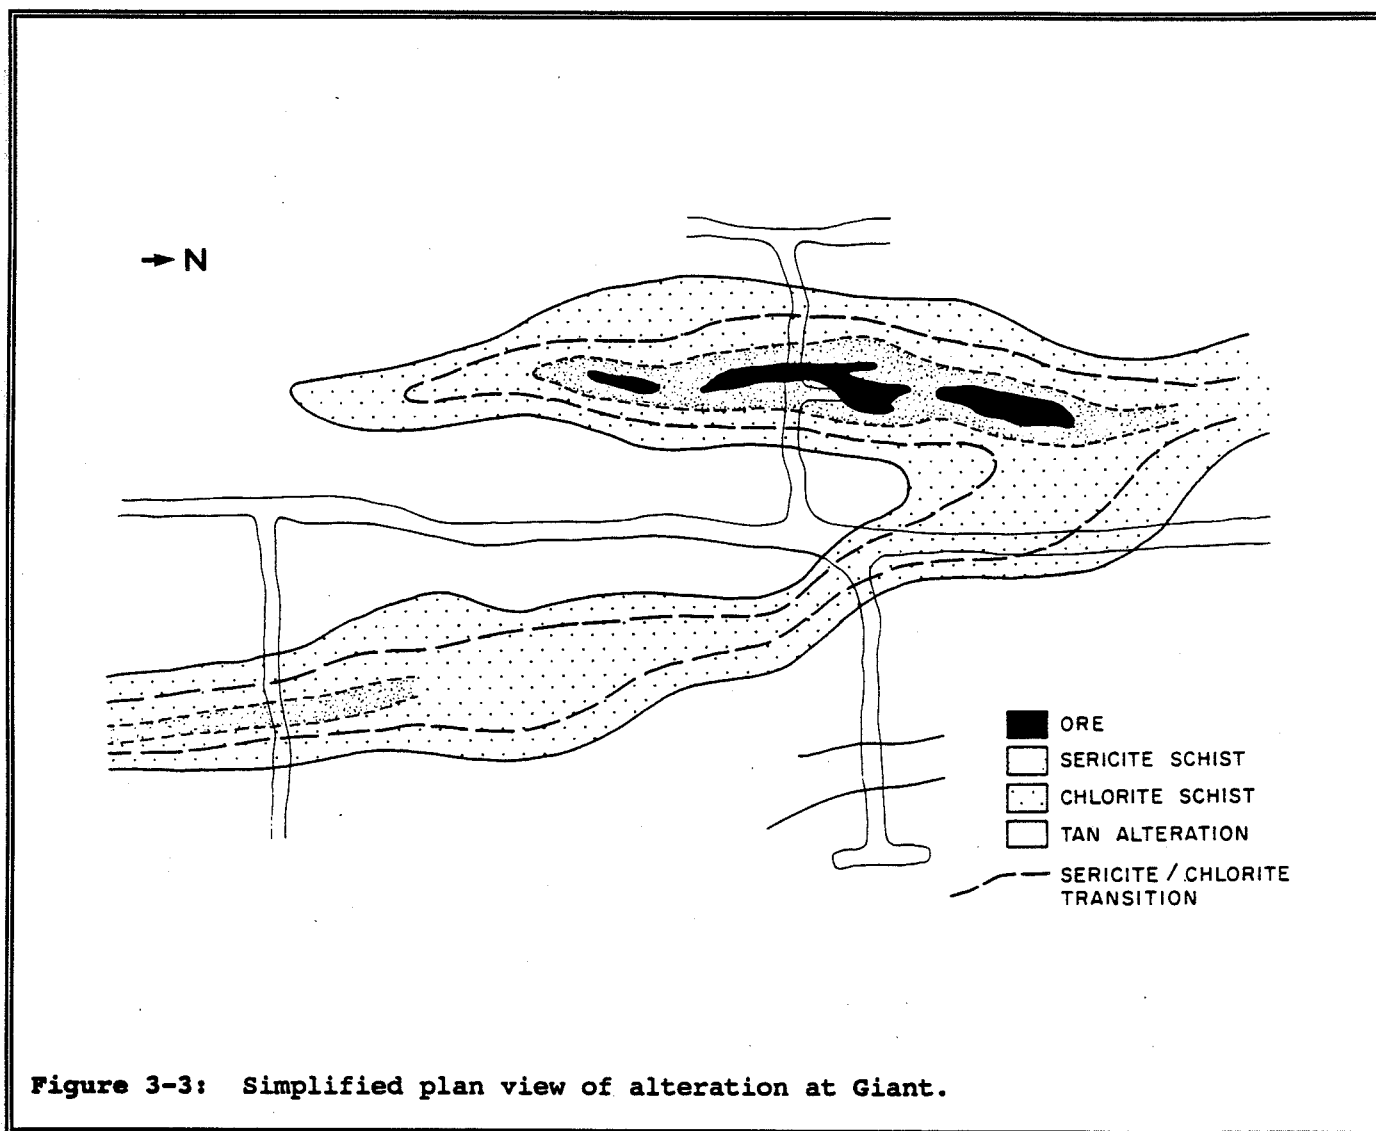 N
ORE
SERICITE SCHIST
CHLORITE SCHIST
TAN ALTERATION
SERICITE / CHLORITE
TRANSITION
Figure 3-3: Simplified plan view of alteration at Giant.